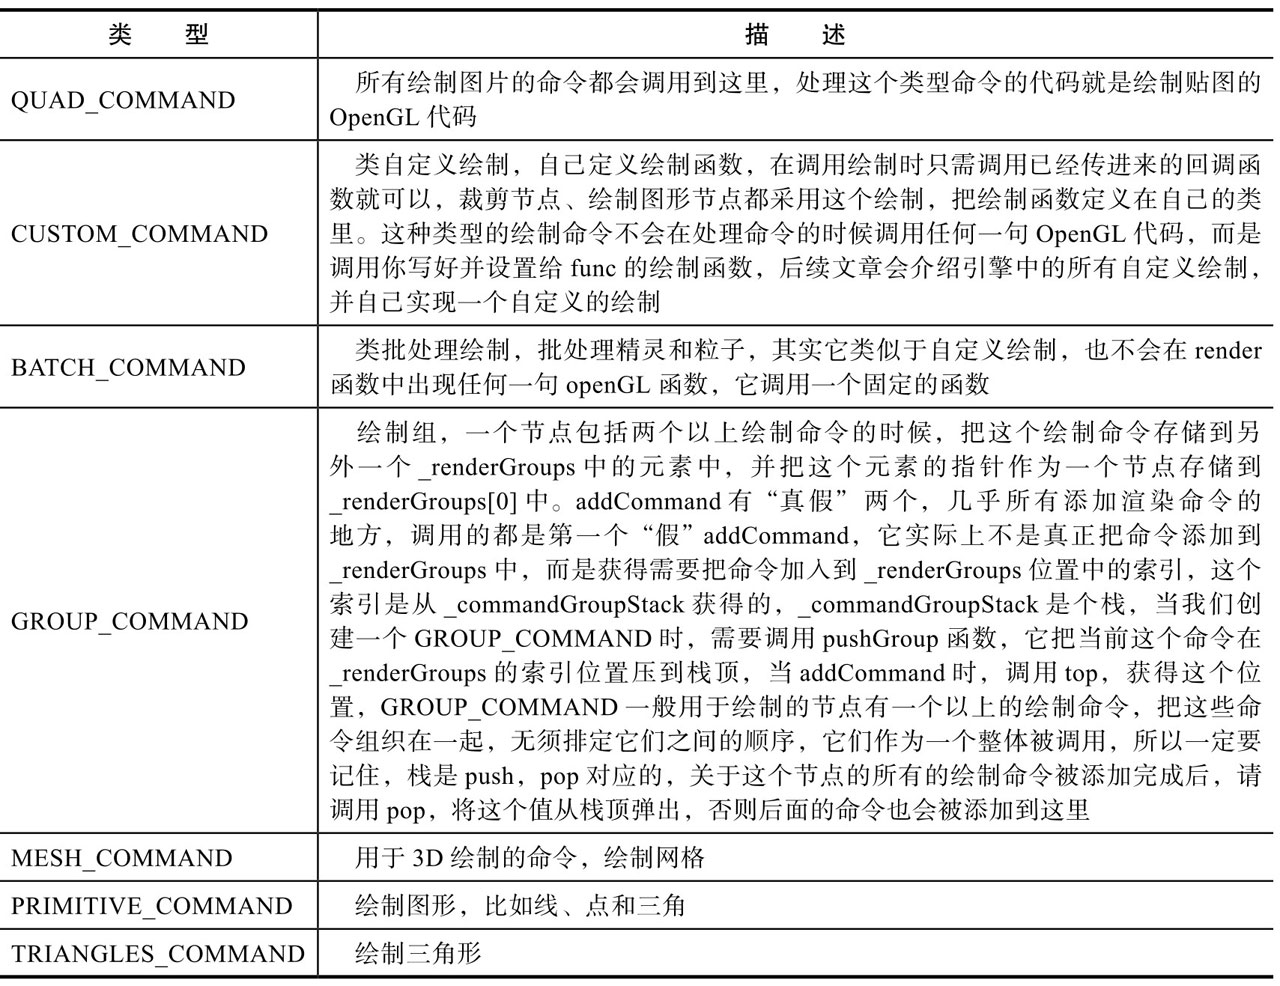 类 型 描 述
QUAD_COMMAND
所有绘制图片的命令都会调用到这里，处理这个类型命令的代码就是绘制贴图的
OpenGL 代码
CUSTOM_COMMAND
类自定义绘制，自己定义绘制函数，在调用绘制时只需调用已经传进来的回调函
数就可以，裁剪节点、绘制图形节点都采用这个绘制，把绘制函数定义在自己的类
里。这种类型的绘制命令不会在处理命令的时候调用任何一句 OpenGL 代码，而是
调用你写好并设置给 func 的绘制函数，后续文章会介绍引擎中的所有自定义绘制，
并自己实现一个自定义的绘制
BATCH_COMMAND
类批处理绘制，批处理精灵和粒子，其实它类似于自定义绘制，也不会在 render
函数中出现任何一句 openGL 函数，它调用一个固定的函数
GROUP_COMMAND
绘制组，一个节点包括两个以上绘制命令的时候，把这个绘制命令存储到另
外一个 _renderGroups 中的元素中，并把这个元素的指针作为一个节点存储到
_renderGroups[0] 中。addCommand 有“真假”两个，几乎所有添加渲染命令的
地方，调用的都是第一个“假”addCommand，它实际上不是真正把命令添加到
_renderGroups 中，而是获得需要把命令加入到 _renderGroups 位置中的索引，这个
索引是从 _commandGroupStack 获得的，_commandGroupStack 是个栈，当我们创
建一个 GROUP_COMMAND 时，需要调用 pushGroup 函数，它把当前这个命令在
_renderGroups 的索引位置压到栈顶，当 addCommand 时，调用 top，获得这个位
置，GROUP_COMMAND 一般用于绘制的节点有一个以上的绘制命令，把这些命
令组织在一起，无须排定它们之间的顺序，它们作为一个整体被调用，所以一定要
记住，栈是 push，pop 对应的，关于这个节点的所有的绘制命令被添加完成后，请
调用 pop，将这个值从栈顶弹出，否则后面的命令也会被添加到这里
MESH_COMMAND
用于 3D 绘制的命令，绘制网格
PRIMITIVE_COMMAND
绘制图形，比如线、点和三角
TRIANGLES_COMMAND
绘制三角形